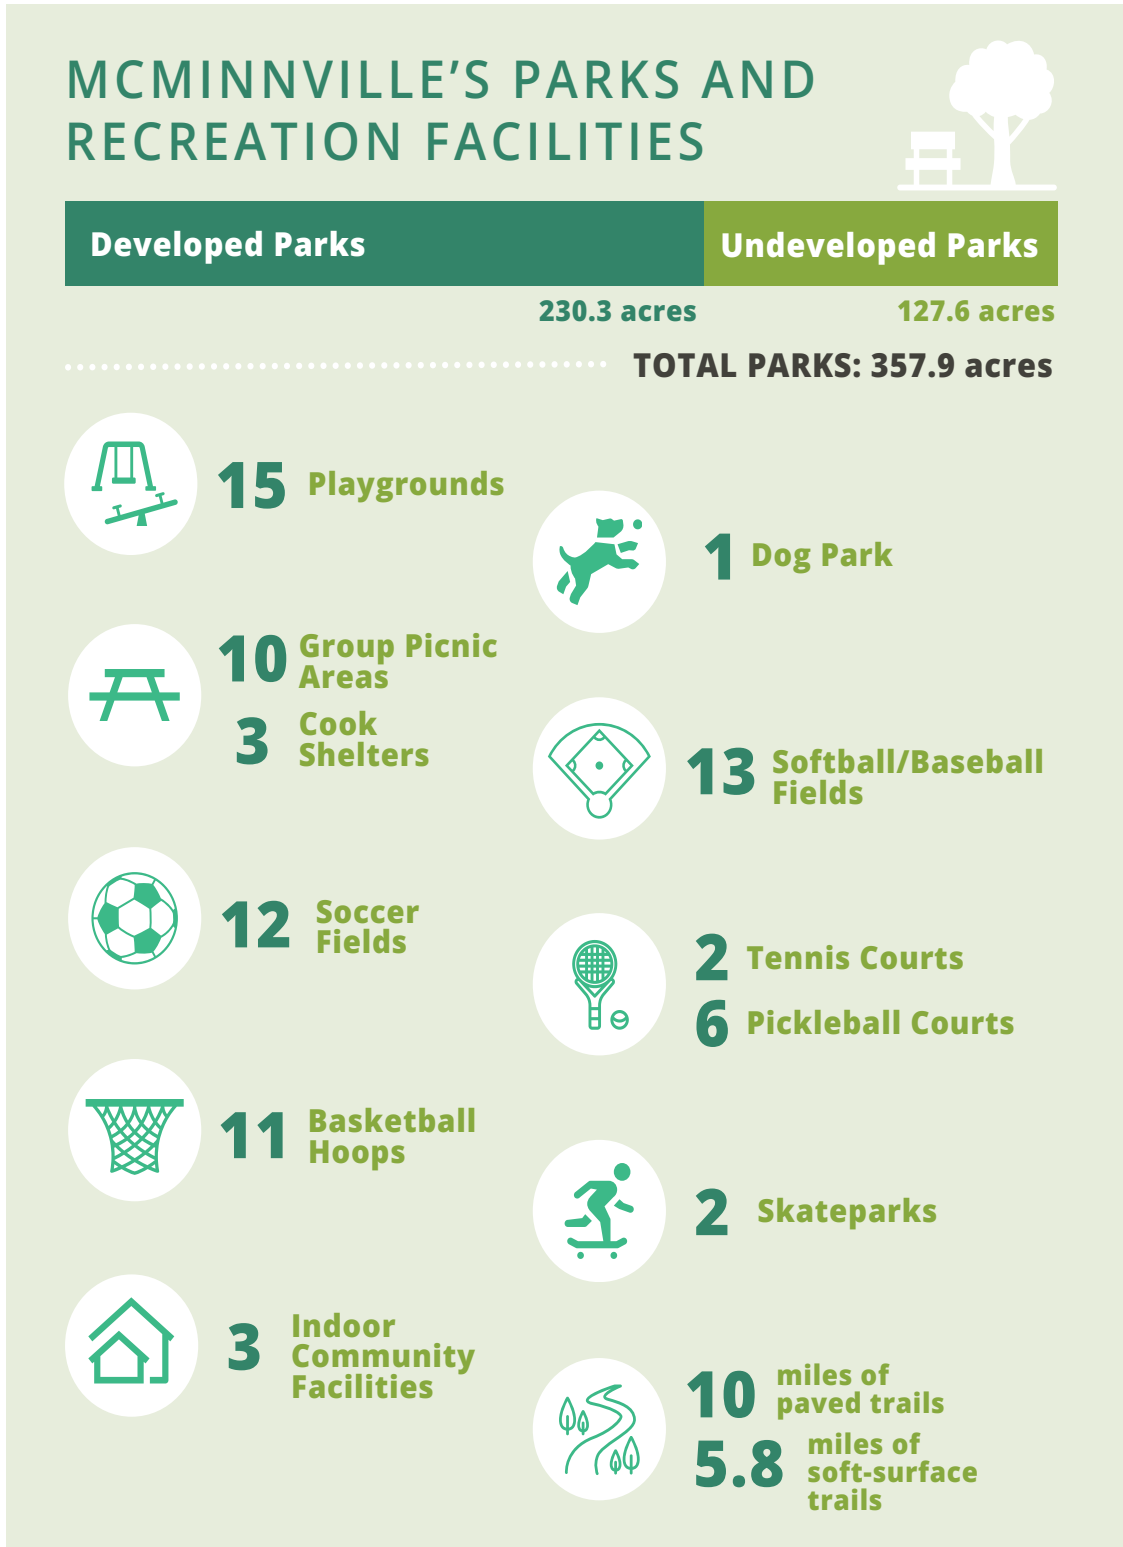 MCMINNVILLE'S PARKS AND
RECREATION FACILITIES
Developed Parks
Undeveloped Parks
230.3 acres
127.6 acres
TOTAL PARKS: 357.9 acres
15 Playgrounds
1 Dog Park
10 Group Picnic
Areas
3 Cook
Shelters
13 Softball/Baseball
Fields
12 Soccer
Fields
2 Tennis Courts
6 Pickleball Courts
11 Basketball
Hoops
2 Skateparks
3 Indoor
Community
Facilities
10 miles of
paved trails
5.8 miles of
soft-surface
trails